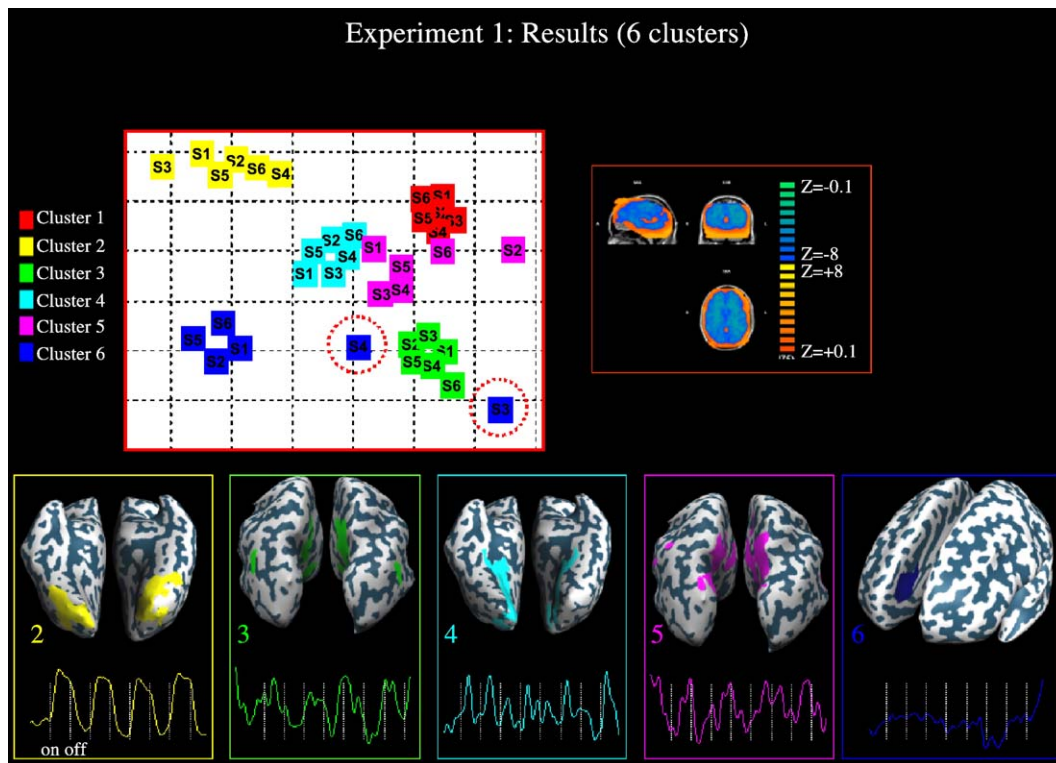 Experiment 1: Results (6 clusters)
Cluster 1
Cluster 2
Cluster 3
Cluster 4
Cluster 5
Cluster 6
S3
S1
S5
S2
S6
S4
S6
S1
S5
S3
S4
S2
S6
S5
S4
S1
S3
S1
S6
S2
S5
S3
S4
S6
S5
S1
S2
S4
S2
S3
S1
S5
S4
S6
S3
Z=-0.1
Z=-8
Z=+8
Z=+0.1
2
3
4
5
6
on off